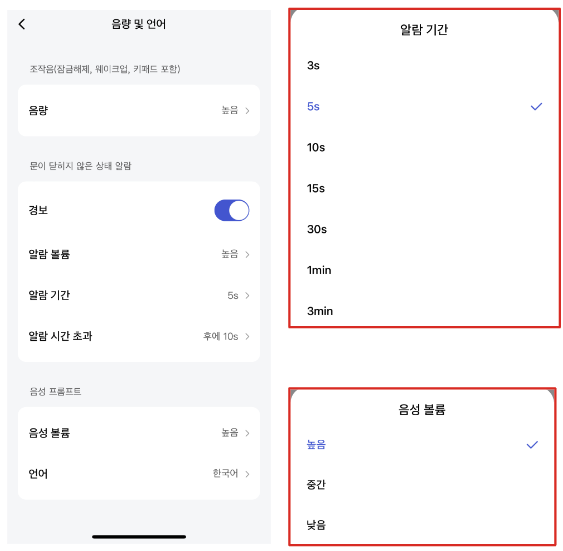 음량 및 언어
조작음(잠금해제, 웨이크업, 키패드 포함)
음량 높음
문이 닫히지 않은 상태 알람
경보
알람 볼륨 높음
알람 기간 5s
알람 시간 초과 후에 10s
음성 프롬프트
음성 볼륨 높음
언어 한국어
알람 기간
3s
5s
10s
15s
30s
1min
3min
음성 볼륨
높음
중간
낮음